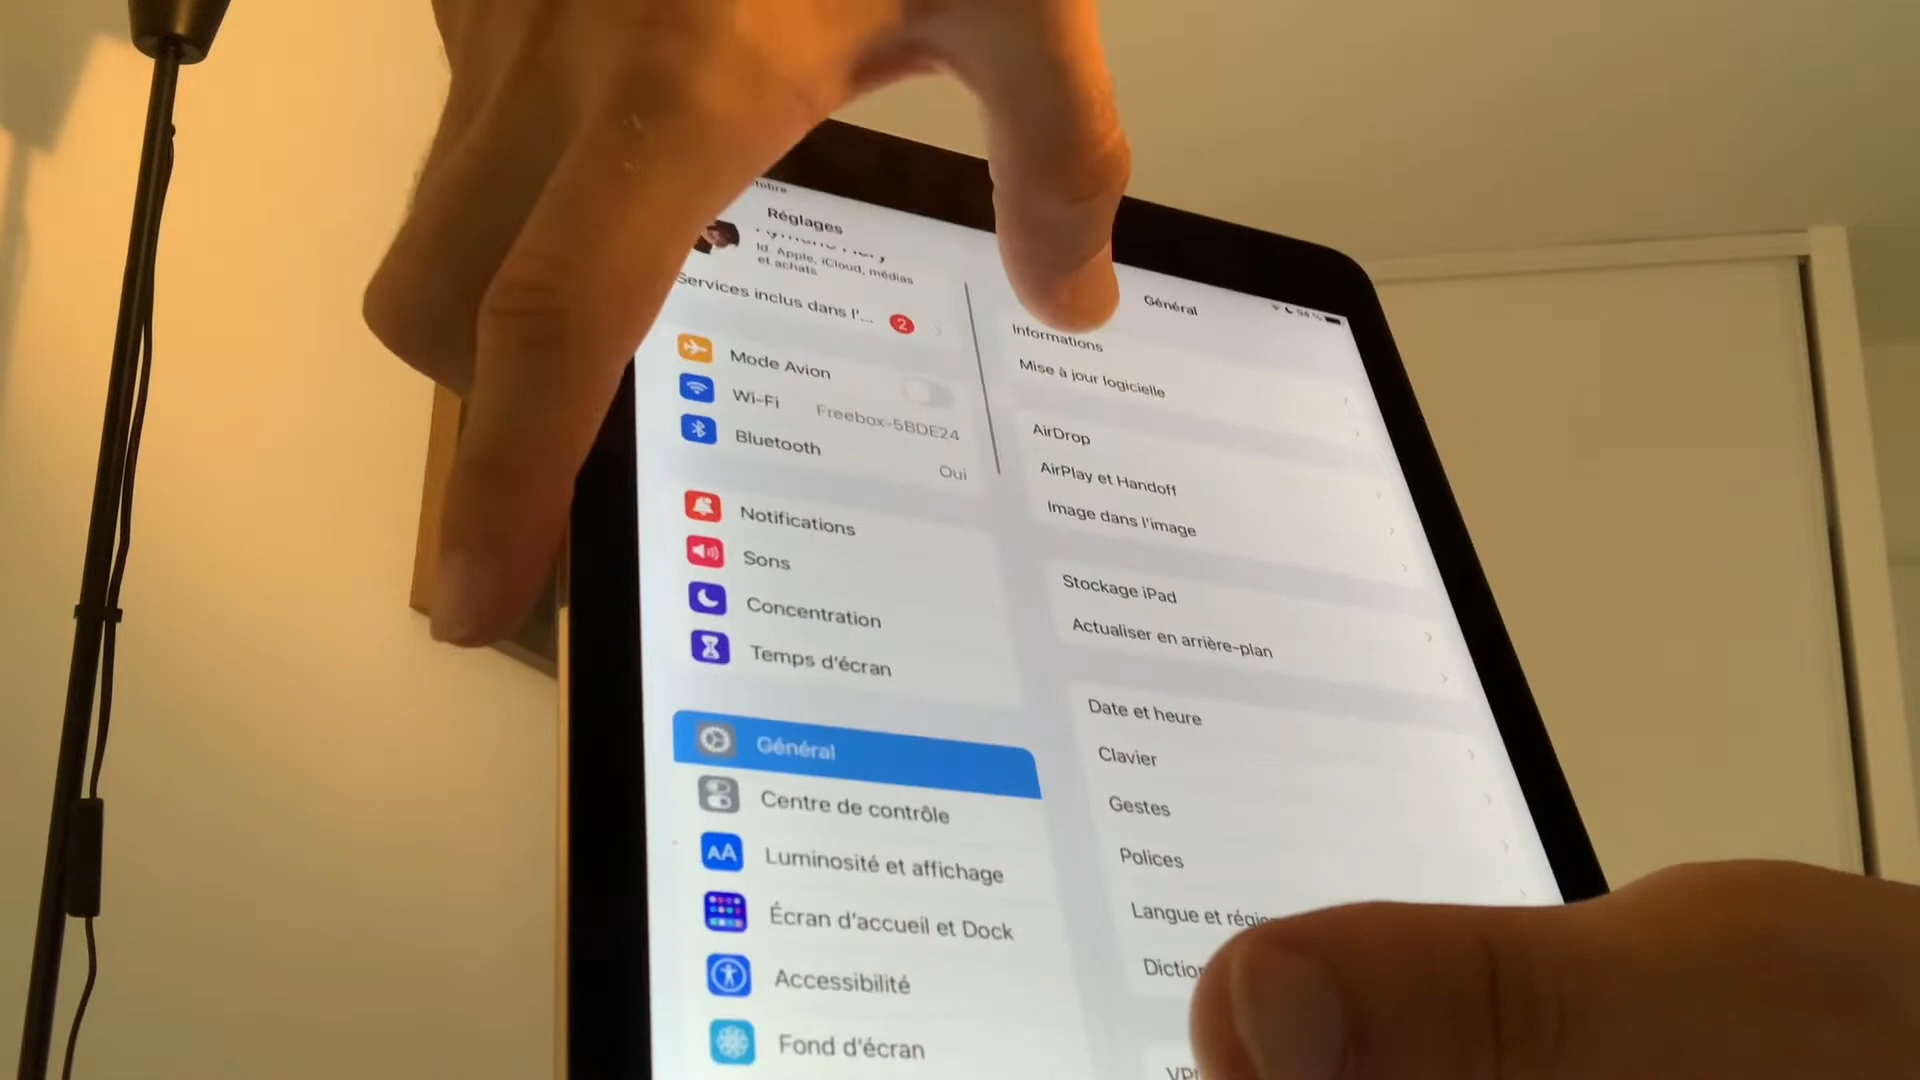 Réglages
Id. Apple, iCloud, médias
et achats
Services inclus dans l'...
2
Mode Avion
Wi-Fi
Freebox-5BDE24
Bluetooth
Oui
Notifications
Sons
Concentration
Temps d'écran
Général
Centre de contrôle
AA
Luminosité et affichage
Écran d'accueil et Dock
Accessibilité
Fond d'écran
Général
Informations
Mise à jour logicielle
AirDrop
AirPlay et Handoff
Image dans l'image
Stockage iPad
Actualiser en arrière-plan
Date et heure
Clavier
Gestes
Polices
Langue et